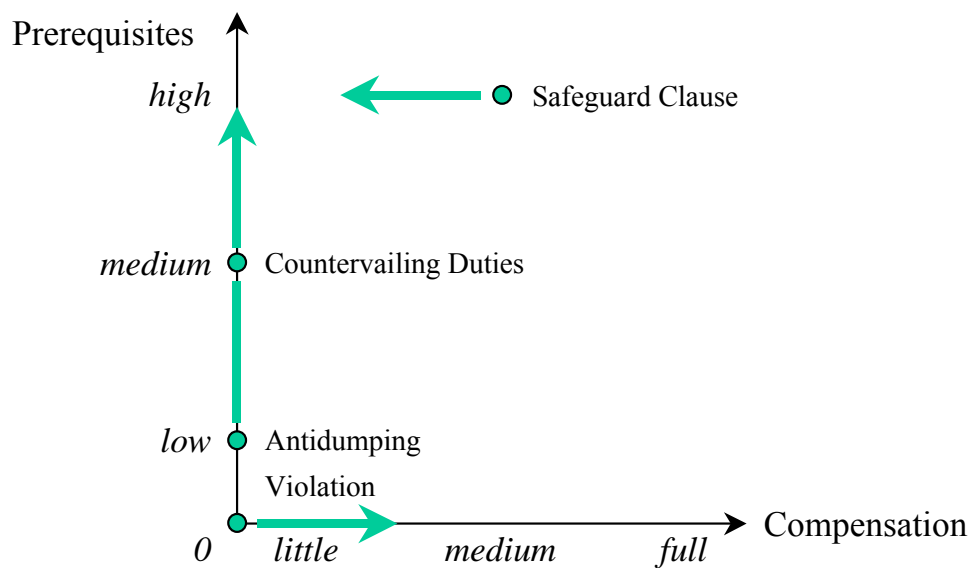 Prerequisites
high
Safeguard Clause
medium
Countervailing Duties
low
Antidumping
Violation
Compensation
0
little
medium
full